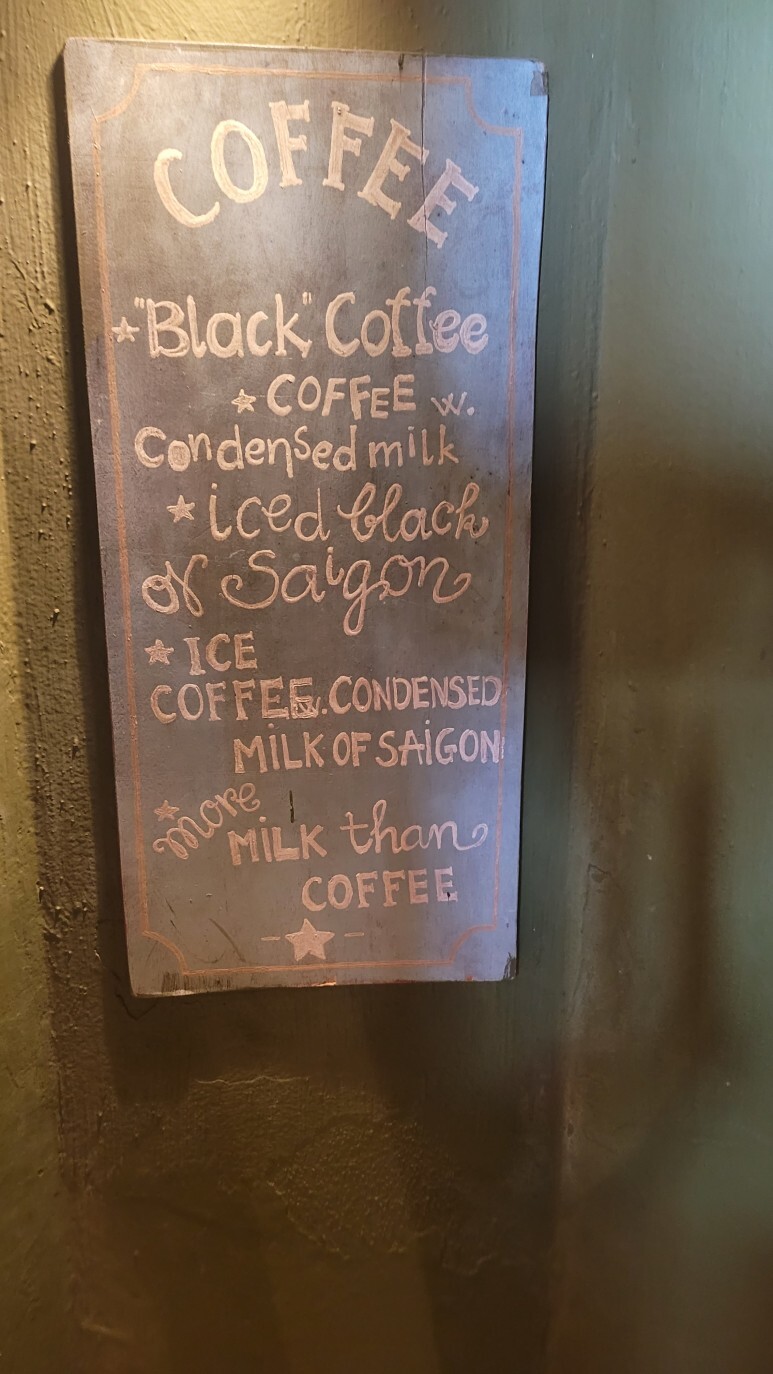 COFFEE
"Black" Coffee
COFFEE w.
Condensed milk
iced black
of Saigon
ICE
COFFEE w. CONDENSED
MiLK OF SAiGON
More
MiLK than
COFFEE